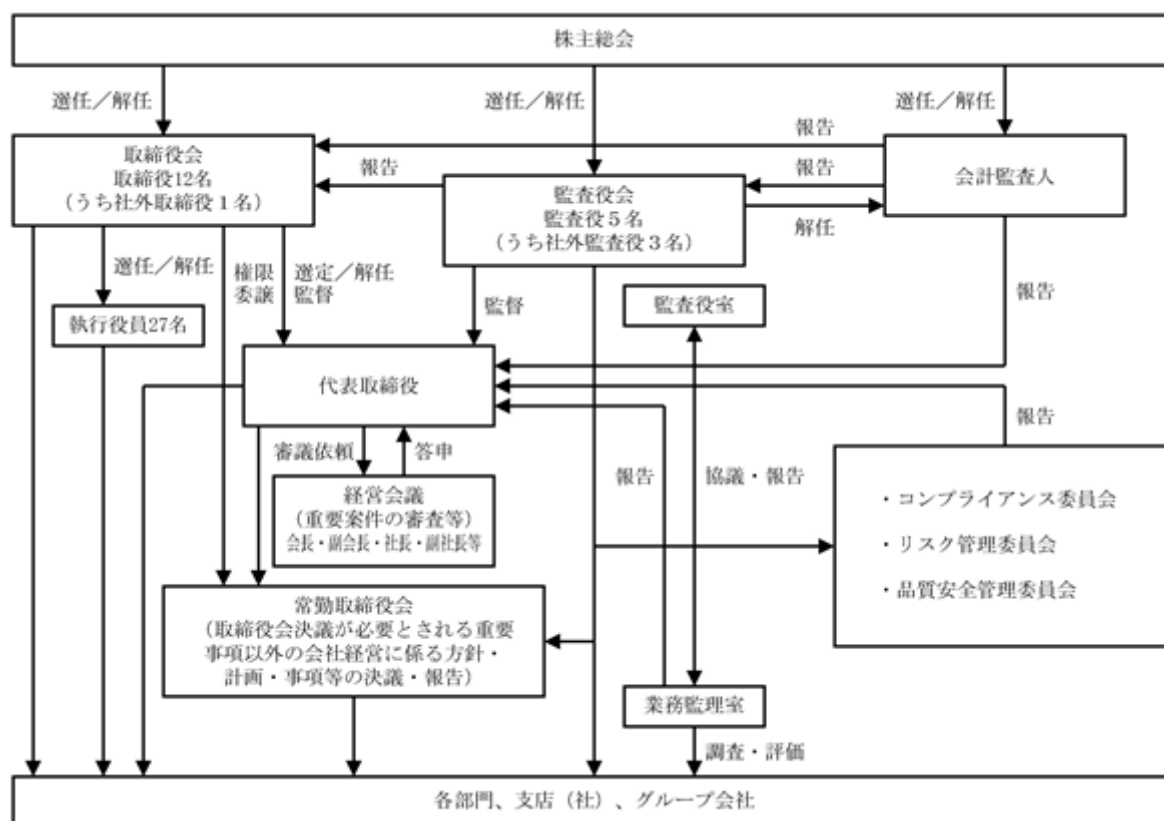 株主総会
選任／解任
選任／解任
選任／解任
報告
取締役会
取締役12名
（うち社外取締役１名）
報告
監査役会
監査役５名
（うち社外監査役３名）
報告
会計監査人
解任
選任／解任
権限
委譲
選定／解任
監督
監督
監査役室
報告
執行役員27名
代表取締役
報告
審議依頼
答申
報告
協議・報告
経営会議
（重要案件の審査等）
会長・副会長・社長・副社長等
・コンプライアンス委員会
・リスク管理委員会
・品質安全管理委員会
常勤取締役会
（取締役会決議が必要とされる重要
事項以外の会社経営に係る方針・
計画・事項等の決議・報告）
業務監理室
調査・評価
各部門、支店（社）、グループ会社